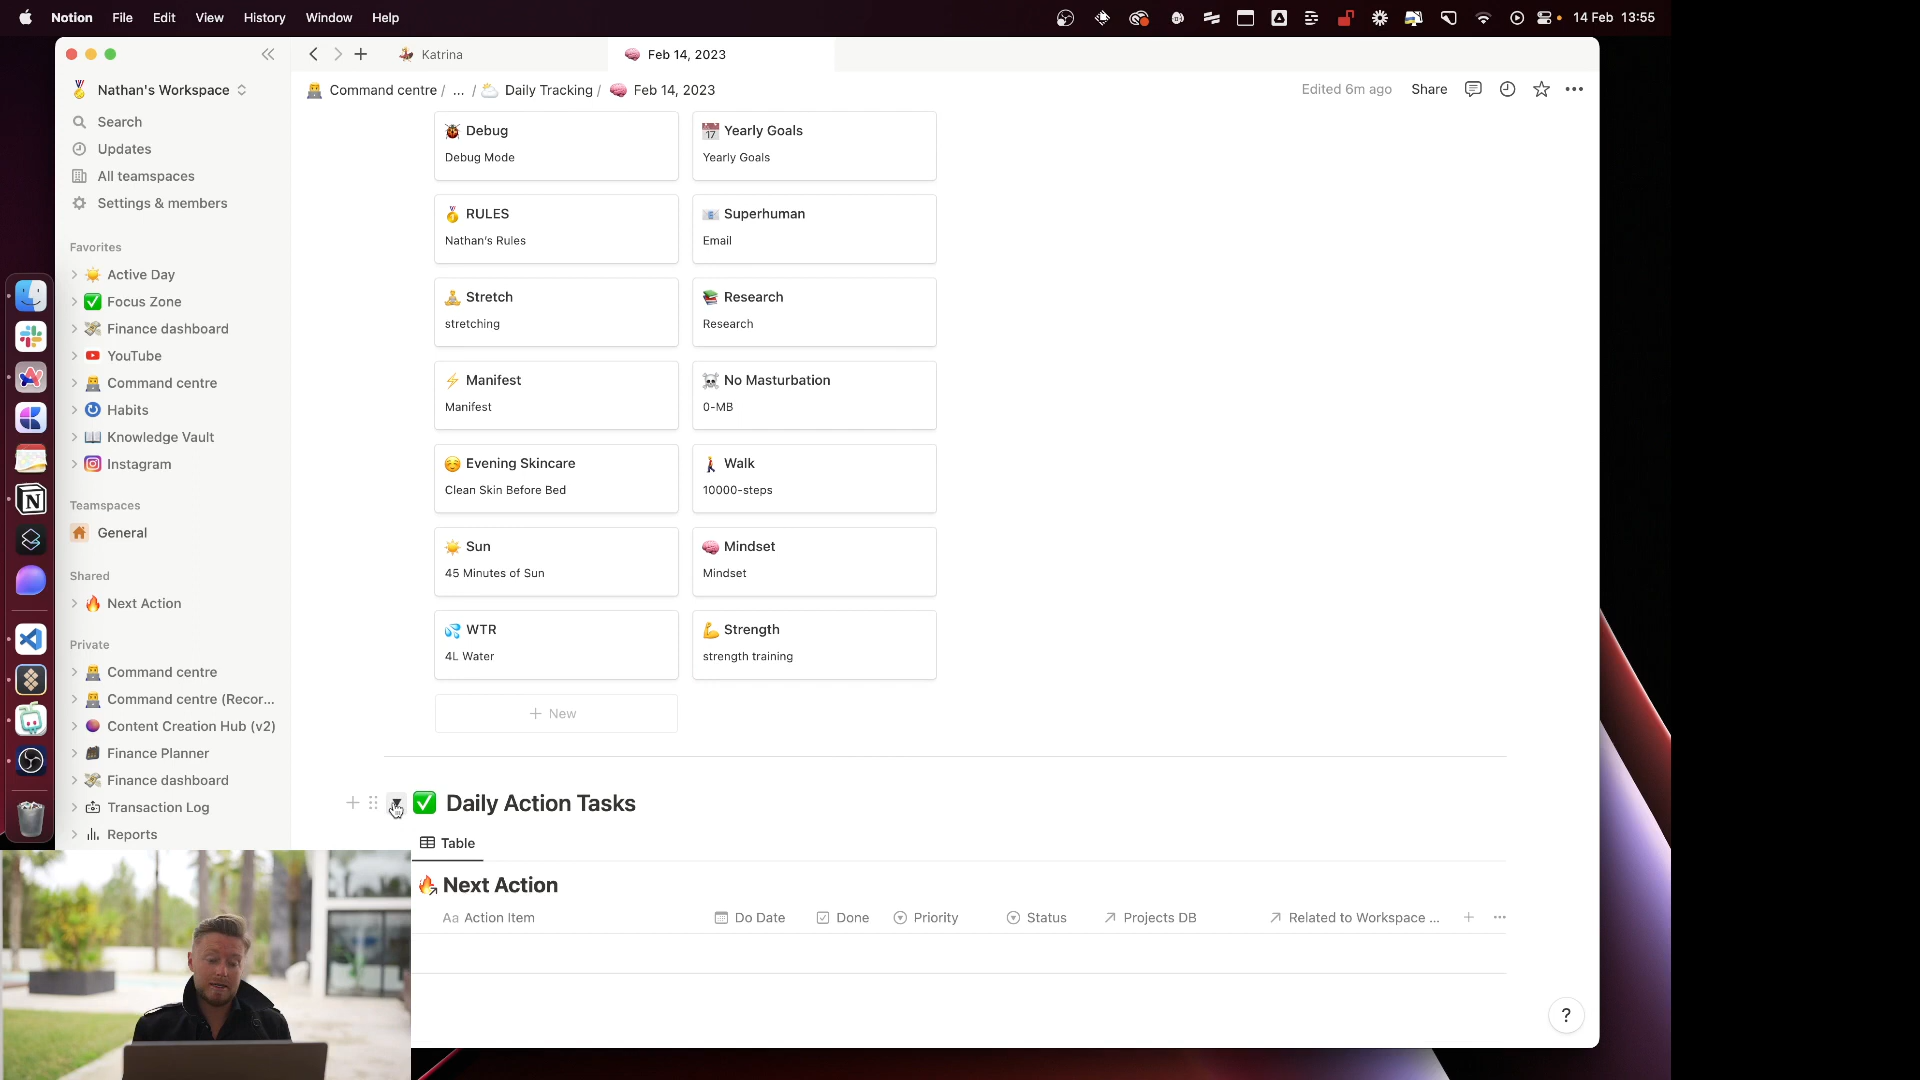 Notion File Edit View History Window Help
14 Feb 13:55
Katrina
Feb 14, 2023
Nathan's Workspace
Command centre / ... / Daily Tracking / Feb 14, 2023
Edited 6m ago Share
Search
Updates
All teamspaces
Settings & members
Favorites
Active Day
Focus Zone
Finance dashboard
YouTube
Command centre
Habits
Knowledge Vault
Instagram
Teamspaces
General
Shared
Next Action
Private
Command centre
Command centre (Recor...
Content Creation Hub (v2)
Finance Planner
Finance dashboard
Transaction Log
Reports
Debug
Debug Mode
Yearly Goals
Yearly Goals
RULES
Nathan's Rules
Superhuman
Email
Stretch
stretching
Research
Research
Manifest
Manifest
No Masturbation
0-MB
Evening Skincare
Clean Skin Before Bed
Walk
10000-steps
Sun
45 Minutes of Sun
Mindset
Mindset
WTR
4L Water
Strength
strength training
+ New
Daily Action Tasks
Table
Next Action
Aa Action Item Do Date Done Priority Status Projects DB Related to Workspace ...
?